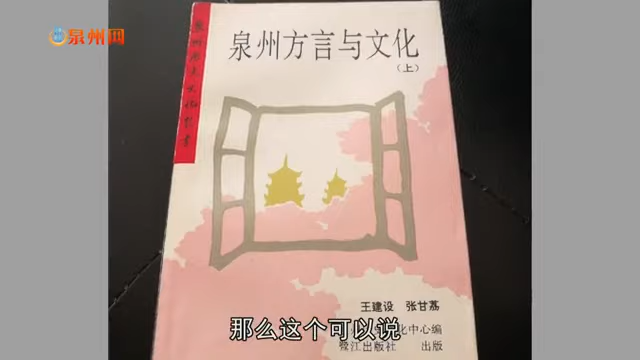 泉州网
泉州方言与文化
（上）
王建设 张甘荔
化中心编
鹭江出版社 出版
那么这个可以说